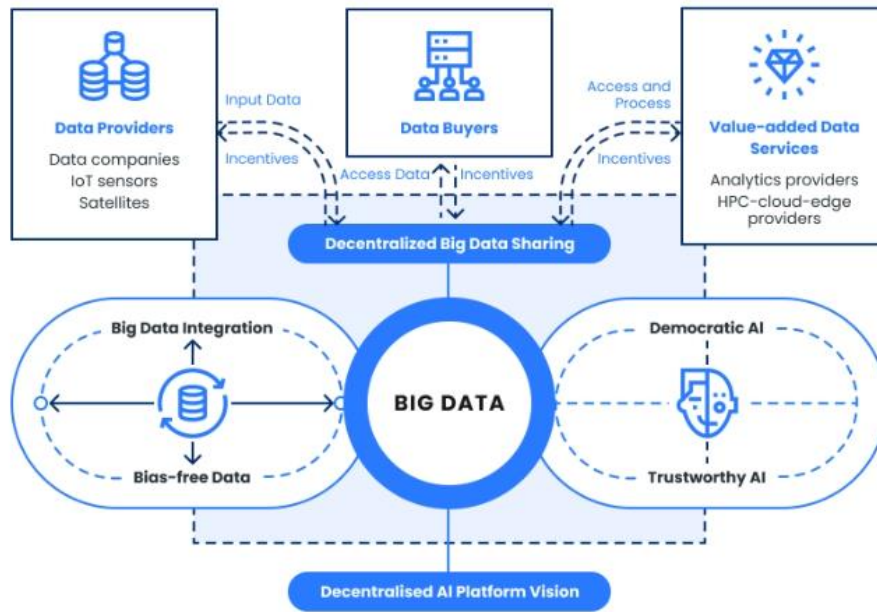 Data Providers
Data companies
IoT sensors
Satellites
Input Data
Incentives
Data Buyers
Access Data
Incentives
Access and
Process
Incentives
Value-added Data
Services
Analytics providers
HPC-cloud-edge
providers
Decentralized Big Data Sharing
Big Data Integration
Bias-free Data
BIG DATA
Democratic AI
Trustworthy AI
Decentralised AI Platform Vision